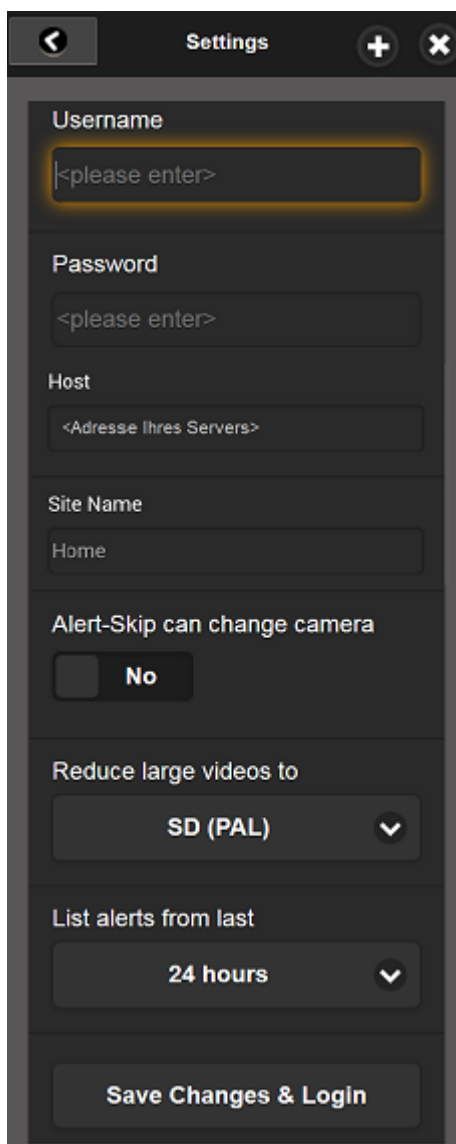 Settings
Username
<please enter>
Password
<please enter>
Host
<Adresse Ihres Servers>
Site Name
Home
Alert-Skip can change camera
No
Reduce large videos to
SD (PAL)
List alerts from last
24 hours
Save Changes & Login